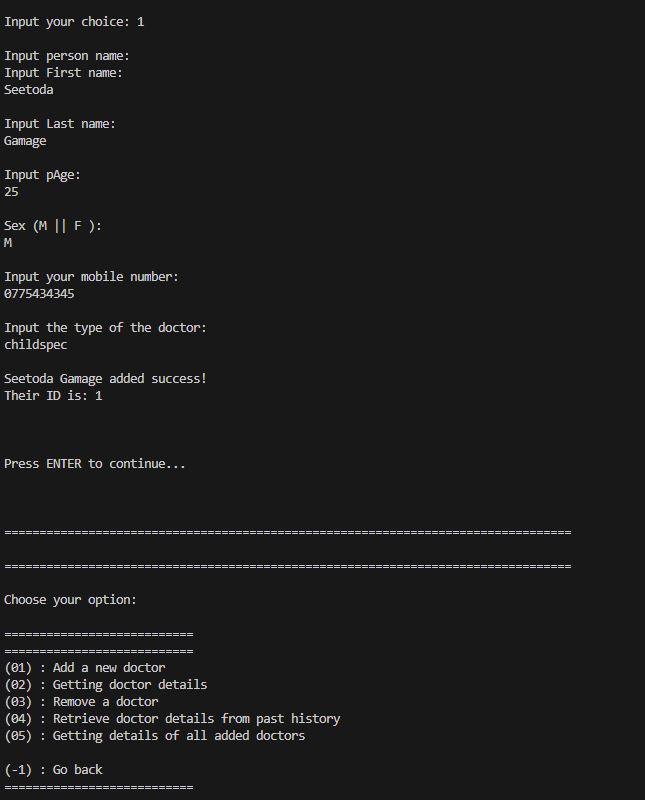 Input your choice: 1
Input person name:
Input First name:
Seetoda
Input Last name:
Gamage
Input pAge:
25
Sex (M || F ):
M
Input your mobile number:
0775434345
Input the type of the doctor:
childspec
Seetoda Gamage added success!
Their ID is: 1
Press ENTER to continue...
=================================================================================
=================================================================================
Choose your option:
===========================
===========================
(01) : Add a new doctor
(02) : Getting doctor details
(03) : Remove a doctor
(04) : Retrieve doctor details from past history
(05) : Getting details of all added doctors
(-1) : Go back
===========================